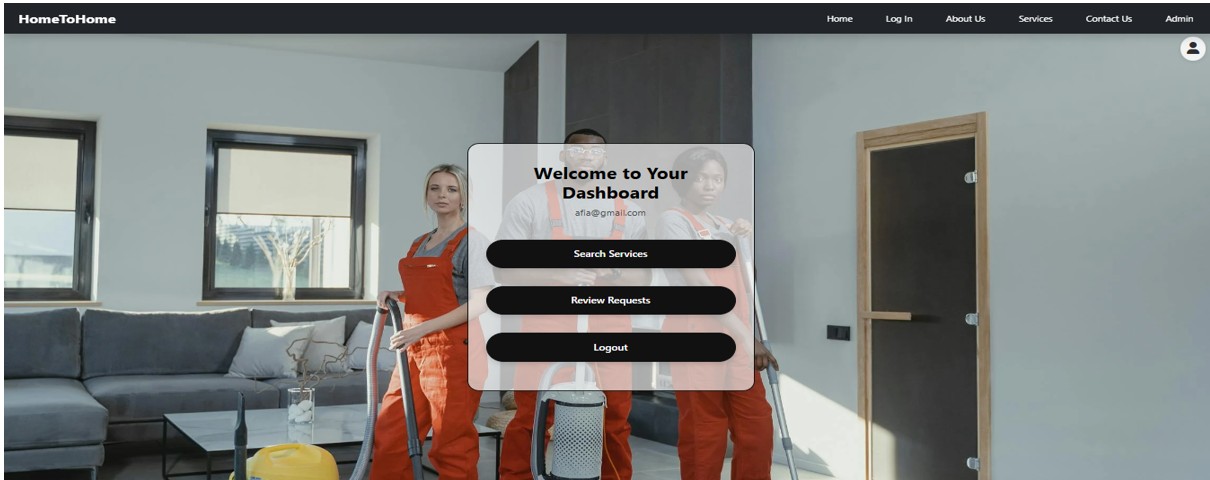 HomeToHome
Home Log In About Us Services Contact Us Admin
Welcome to Your
Dashboard
afia@gmail.com
Search Services
Review Requests
Logout